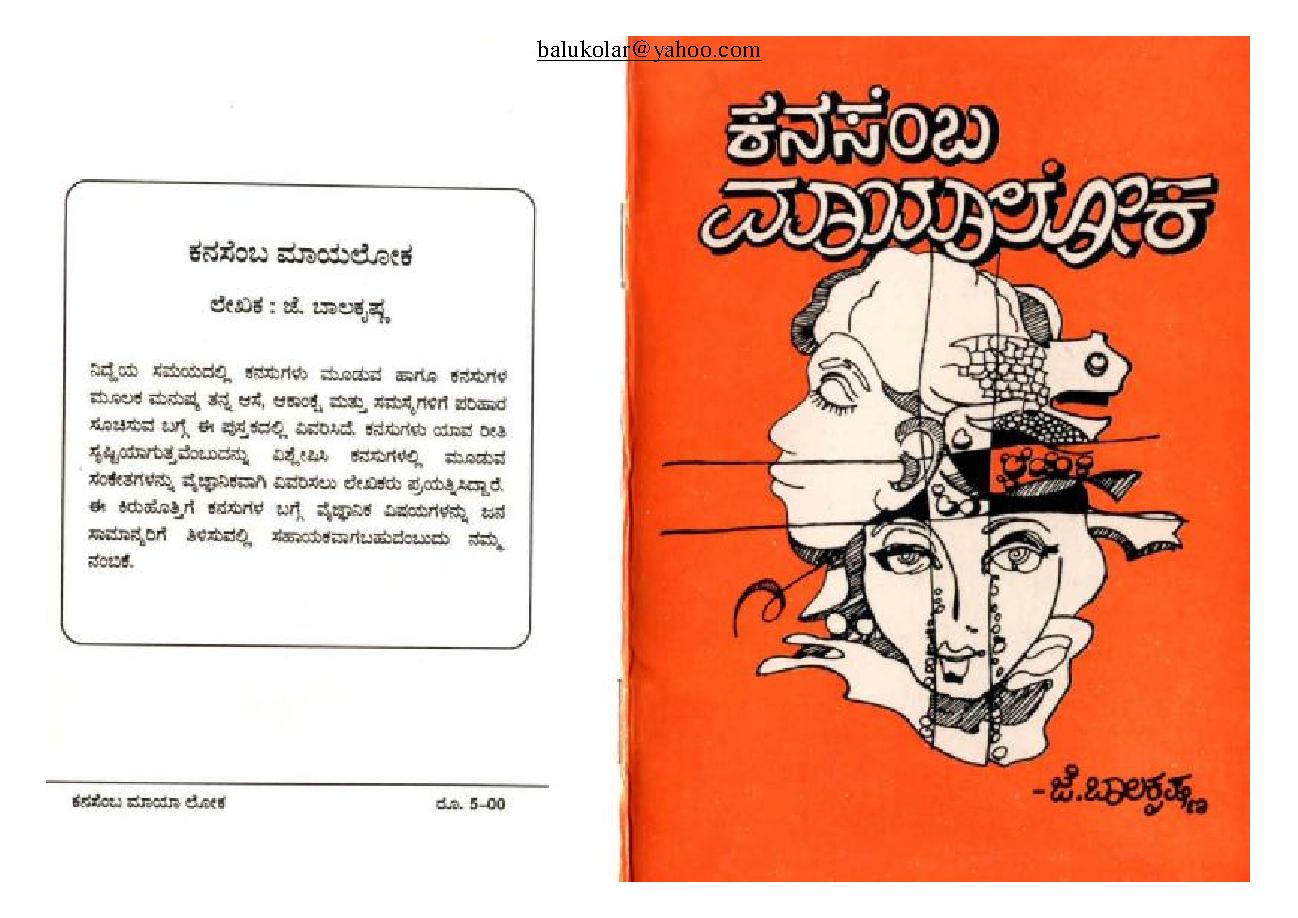 balukolar@yahoo.com
ಕನಸೆಂಬ ಮಾಯಲೋಕ
ಲೇಖಕ : ಜೆ. ಬಾಲಕೃಷ್ಣ
ನಿದ್ದೆಯ ಸಮಯದಲ್ಲಿ ಕನಸುಗಳು ಮೂಡುವ ಹಾಗೂ ಕನಸುಗಳ
ಮೂಲಕ ಮನುಷ್ಯ ತನ್ನ ಆಸೆ, ಆಕಾಂಕ್ಷೆ ಮತ್ತು ಸಮಸ್ಯೆಗಳಿಗೆ ಪರಿಹಾರ
ಸೂಚಿಸುವ ಬಗ್ಗೆ ಈ ಪುಸ್ತಕದಲ್ಲಿ ವಿವರಿಸಿದೆ. ಕನಸುಗಳು ಯಾವ ರೀತಿ
ಸೃಷ್ಟಿಯಾಗುತ್ತವೆಂಬುದನ್ನು ವಿಶ್ಲೇಷಿಸಿ ಕನಸುಗಳಲ್ಲಿ ಮೂಡುವ
ಸಂಕೇತಗಳನ್ನು ವೈಜ್ಞಾನಿಕವಾಗಿ ವಿವರಿಸಲು ಲೇಖಕರು ಪ್ರಯತ್ನಿಸಿದ್ದಾರೆ.
ಈ ಕಿರುಹೊತ್ತಿಗೆ ಕನಸುಗಳ ಬಗ್ಗೆ ವೈಜ್ಞಾನಿಕ ವಿಷಯಗಳನ್ನು ಜನ
ಸಾಮಾನ್ಯರಿಗೆ ತಿಳಿಸುವಲ್ಲಿ ಸಹಾಯಕವಾಗಬಹುದೆಂಬುದು ನಮ್ಮ
ನಂಬಿಕೆ.
ಕನಸೆಂಬ ಮಾಯಾ ಲೋಕ
ರೂ. 5-00
ಕನಸೆಂಬ
ಮಾಯಾಲೋಕ
- ಜೆ.ಬಾಲಕೃಷ್ಣ